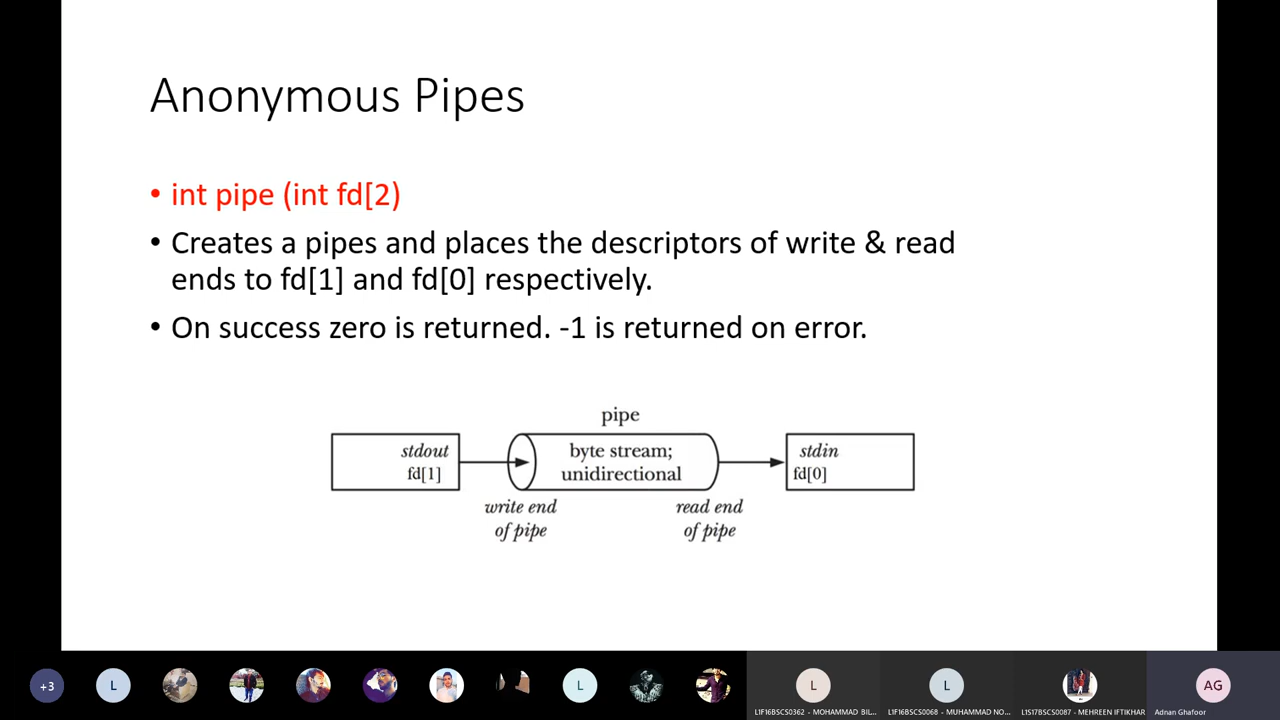 Anonymous Pipes
• int pipe (int fd[2)
• Creates a pipes and places the descriptors of write & read
ends to fd[1] and fd[0] respectively.
• On success zero is returned. -1 is returned on error.
pipe
stdout
fd[1]
byte stream;
unidirectional
stdin
fd[0]
write end
of pipe
read end
of pipe
+3
L
L
L
L
AG
L1F16BSCS0362 - MOHAMMAD BIL...
L1F16BSCS0068 - MUHAMMAD NO...
L1S17BSCS0087 - MEHREEN IFTIKHAR
Adnan Ghafoor